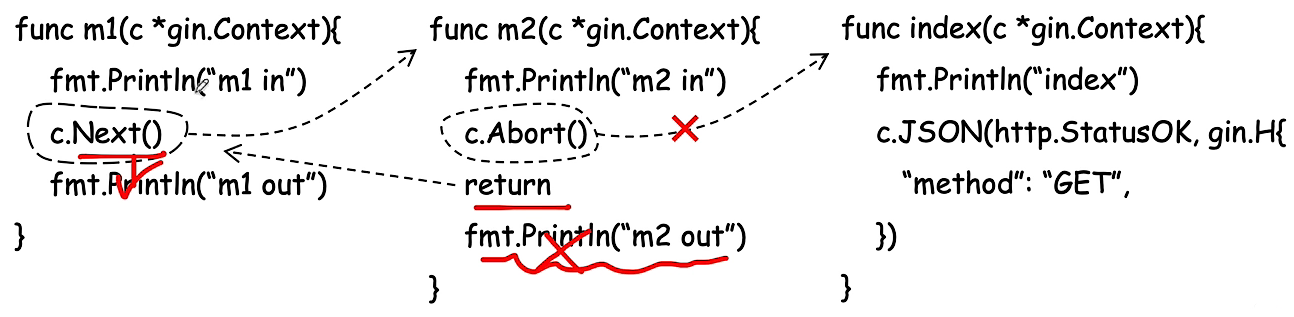 func m1(c *gin.Context){
fmt.Println(“m1 in”)
c.Next()
fmt.Println(“m1 out”)
}
func m2(c *gin.Context){
fmt.Println(“m2 in”)
c.Abort()
return
fmt.Println(“m2 out”)
}
func index(c *gin.Context){
fmt.Println(“index”)
c.JSON(http.StatusOK, gin.H{
“method”: “GET”,
})
}